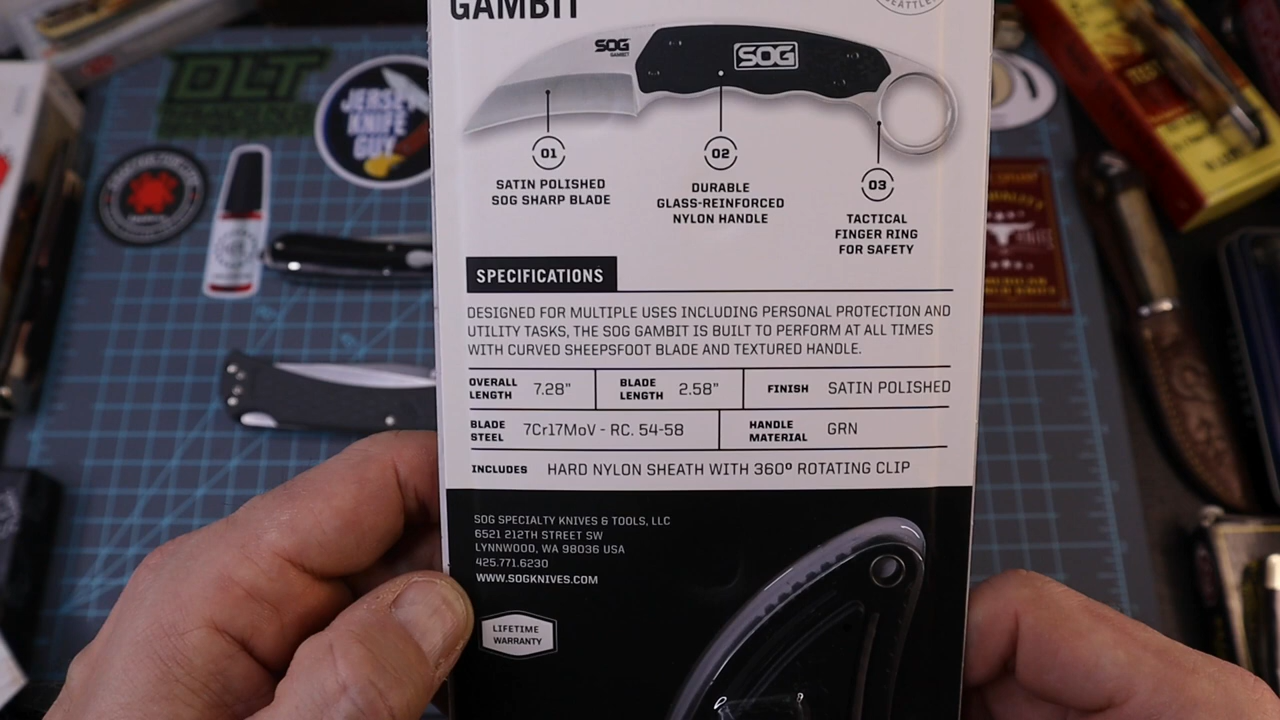 GAMBIT
SEATTLE
SOG
GAMBIT
SOG
01
02
03
SATIN POLISHED
SOG SHARP BLADE
DURABLE
GLASS-REINFORCED
NYLON HANDLE
TACTICAL
FINGER RING
FOR SAFETY
SPECIFICATIONS
DESIGNED FOR MULTIPLE USES INCLUDING PERSONAL PROTECTION AND
UTILITY TASKS, THE SOG GAMBIT IS BUILT TO PERFORM AT ALL TIMES
WITH CURVED SHEEPSFOOT BLADE AND TEXTURED HANDLE.
OVERALL LENGTH 7.28" BLADE LENGTH 2.58" FINISH SATIN POLISHED
BLADE STEEL 7Cr17MoV - RC. 54-58 HANDLE MATERIAL GRN
INCLUDES HARD NYLON SHEATH WITH 360º ROTATING CLIP
SOG SPECIALTY KNIVES & TOOLS, LLC
6521 212TH STREET SW
LYNNWOOD, WA 98036 USA
425.771.6230
WWW.SOGKNIVES.COM
LIFETIME
WARRANTY
DLT
JERSEY
KNIFE
GUY